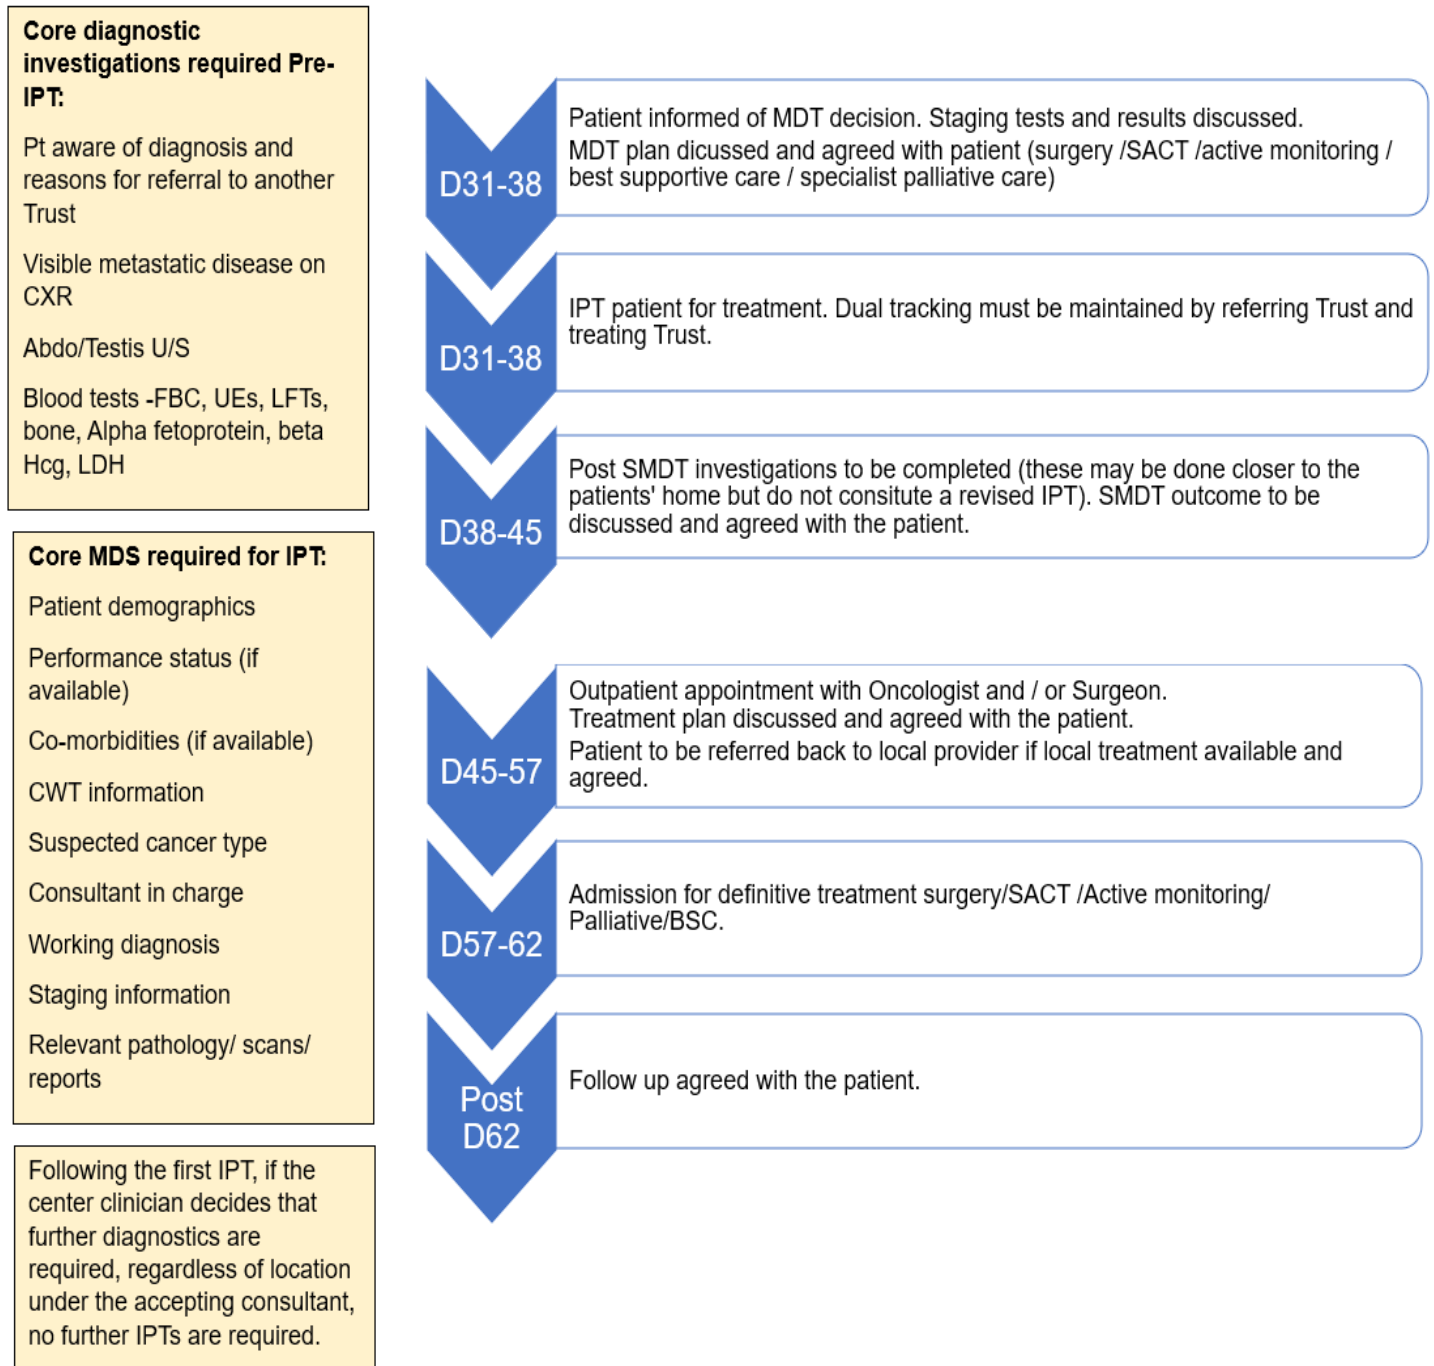 Core diagnostic
investigations required Pre-
IPT:
Pt aware of diagnosis and
reasons for referral to another
Trust
Visible metastatic disease on
CXR
Abdo/Testis U/S
Blood tests -FBC, UEs, LFTs,
bone, Alpha fetoprotein, beta
Hcg, LDH
Core MDS required for IPT:
Patient demographics
Performance status (if
available)
Co-morbidities (if available)
CWT information
Suspected cancer type
Consultant in charge
Working diagnosis
Staging information
Relevant pathology/ scans/
reports
Following the first IPT, if the
center clinician decides that
further diagnostics are
required, regardless of location
under the accepting consultant,
no further IPTs are required.
D31-38
Patient informed of MDT decision. Staging tests and results discussed.
MDT plan dicussed and agreed with patient (surgery /SACT /active monitoring /
best supportive care / specialist palliative care)
D31-38
IPT patient for treatment. Dual tracking must be maintained by referring Trust and
treating Trust.
D38-45
Post SMDT investigations to be completed (these may be done closer to the
patients' home but do not consitute a revised IPT). SMDT outcome to be
discussed and agreed with the patient.
D45-57
Outpatient appointment with Oncologist and / or Surgeon.
Treatment plan discussed and agreed with the patient.
Patient to be referred back to local provider if local treatment available and
agreed.
D57-62
Admission for definitive treatment surgery/SACT /Active monitoring/
Palliative/BSC.
Post
D62
Follow up agreed with the patient.